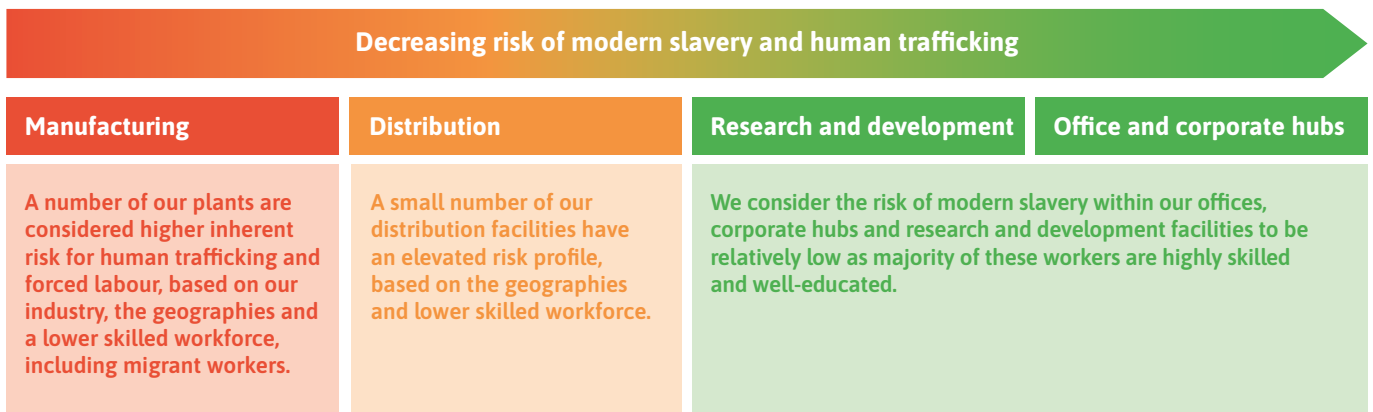 Decreasing risk of modern slavery and human trafficking
Manufacturing
Distribution
Research and development
Office and corporate hubs
A number of our plants are
considered higher inherent
risk for human trafficking and
forced labour, based on our
industry, the geographies and
a lower skilled workforce,
including migrant workers.
A small number of our
distribution facilities have
an elevated risk profile,
based on the geographies
and lower skilled workforce.
We consider the risk of modern slavery within our offices,
corporate hubs and research and development facilities to be
relatively low as majority of these workers are highly skilled
and well-educated.